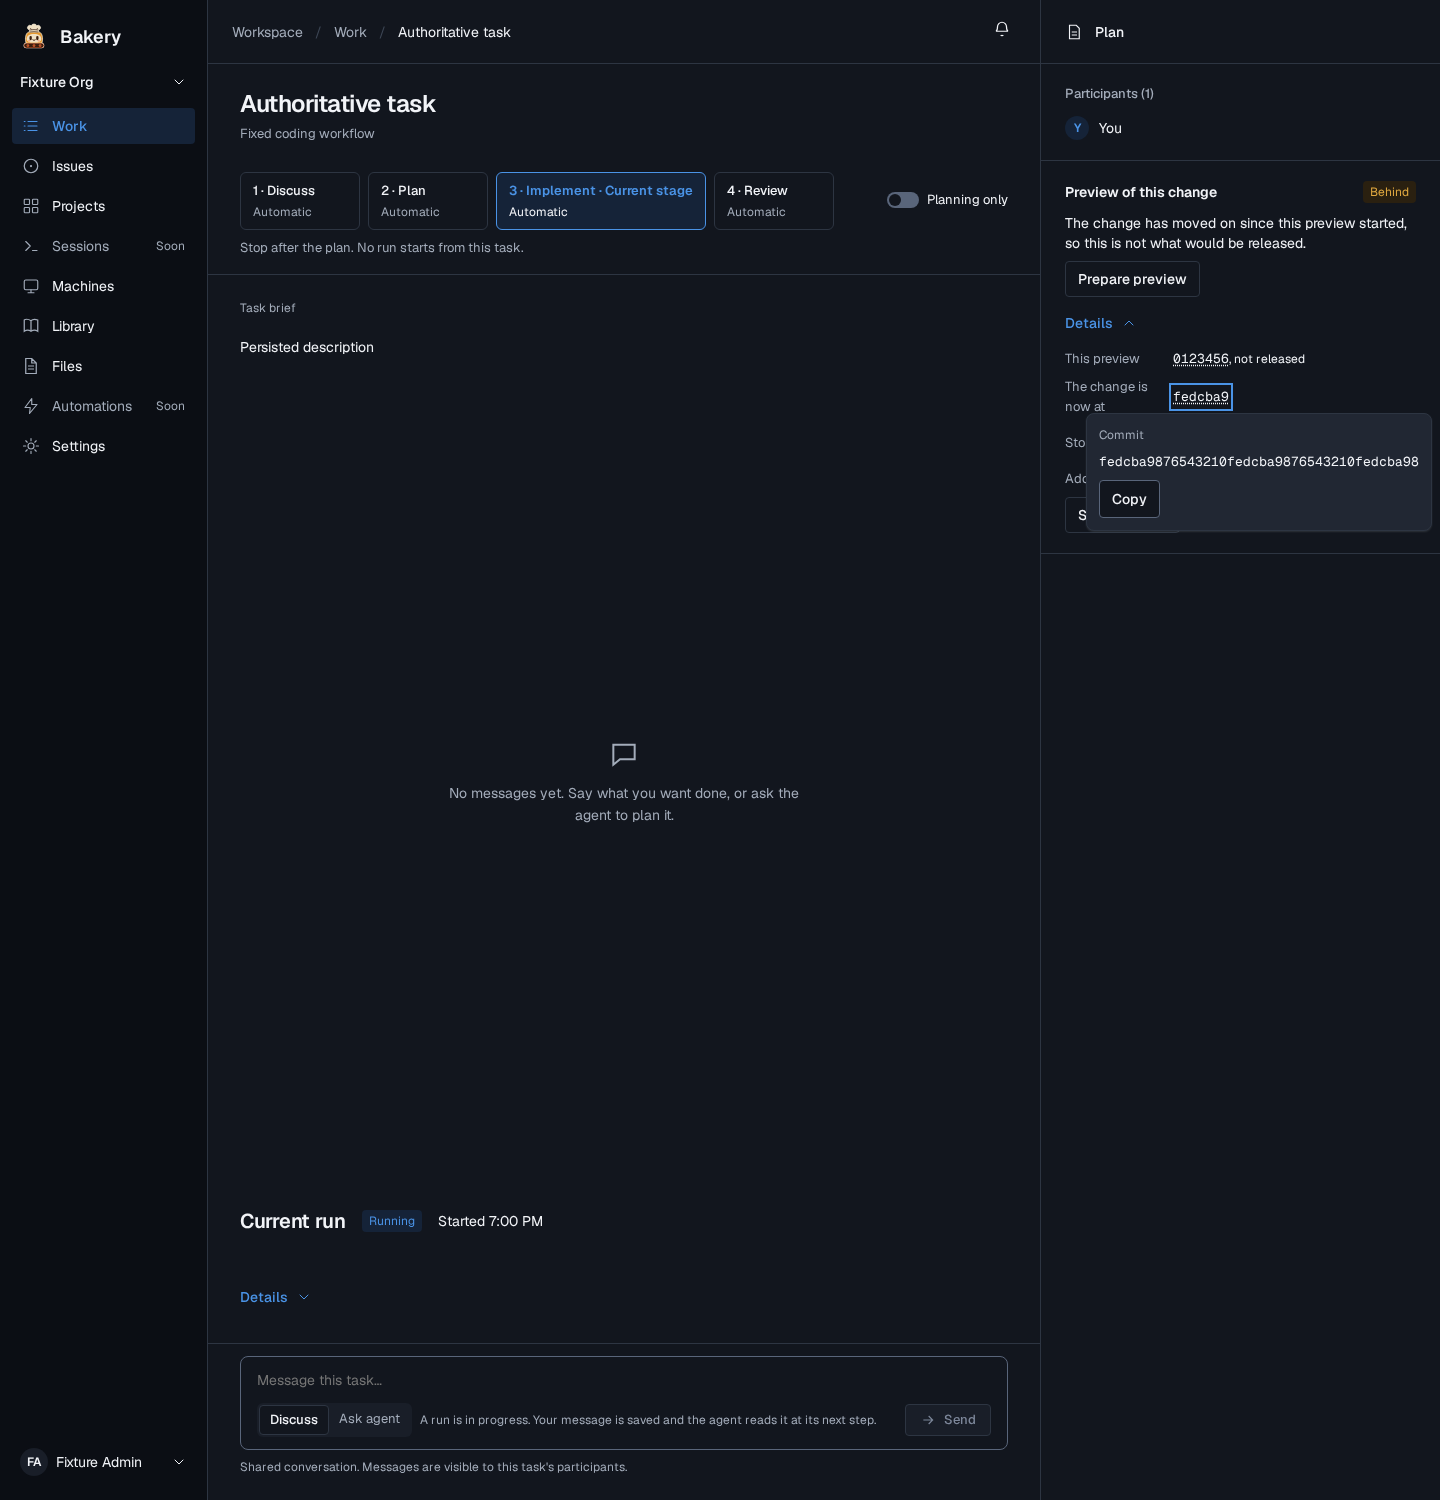 Bakery
Fixture Org
Work
Issues
Projects
Sessions Soon
Machines
Library
Files
Automations Soon
Settings
FA Fixture Admin
Workspace / Work / Authoritative task
Authoritative task
Fixed coding workflow
1 · Discuss
Automatic
2 · Plan
Automatic
3 · Implement · Current stage
Automatic
4 · Review
Automatic
Planning only
Stop after the plan. No run starts from this task.
Task brief
Persisted description
No messages yet. Say what you want done, or ask the
agent to plan it.
Current run Running Started 7:00 PM
Details
Message this task...
Discuss Ask agent A run is in progress. Your message is saved and the agent reads it at its next step. Send
Shared conversation. Messages are visible to this task's participants.
Plan
Participants (1)
Y You
Preview of this change Behind
The change has moved on since this preview started,
so this is not what would be released.
Prepare preview
Details
This preview 0123456, not released
The change is
now at
fedcba9
Commit
fedcba9876543210fedcba9876543210fedcba98
Copy